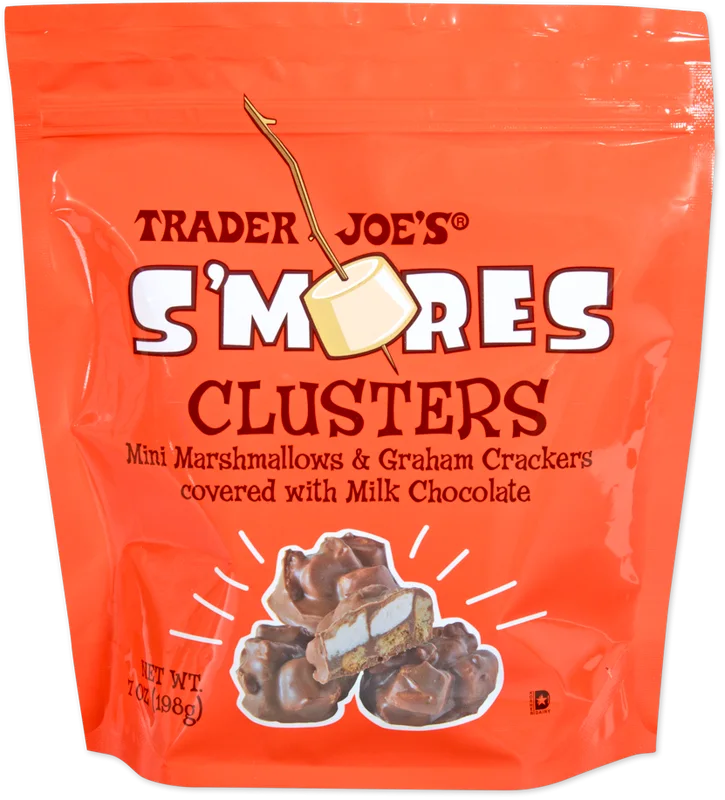 TRADER JOE'S®
S'MORES
CLUSTERS
Mini Marshmallows & Graham Crackers
covered with Milk Chocolate
NET WT.
7 OZ (198g)
D